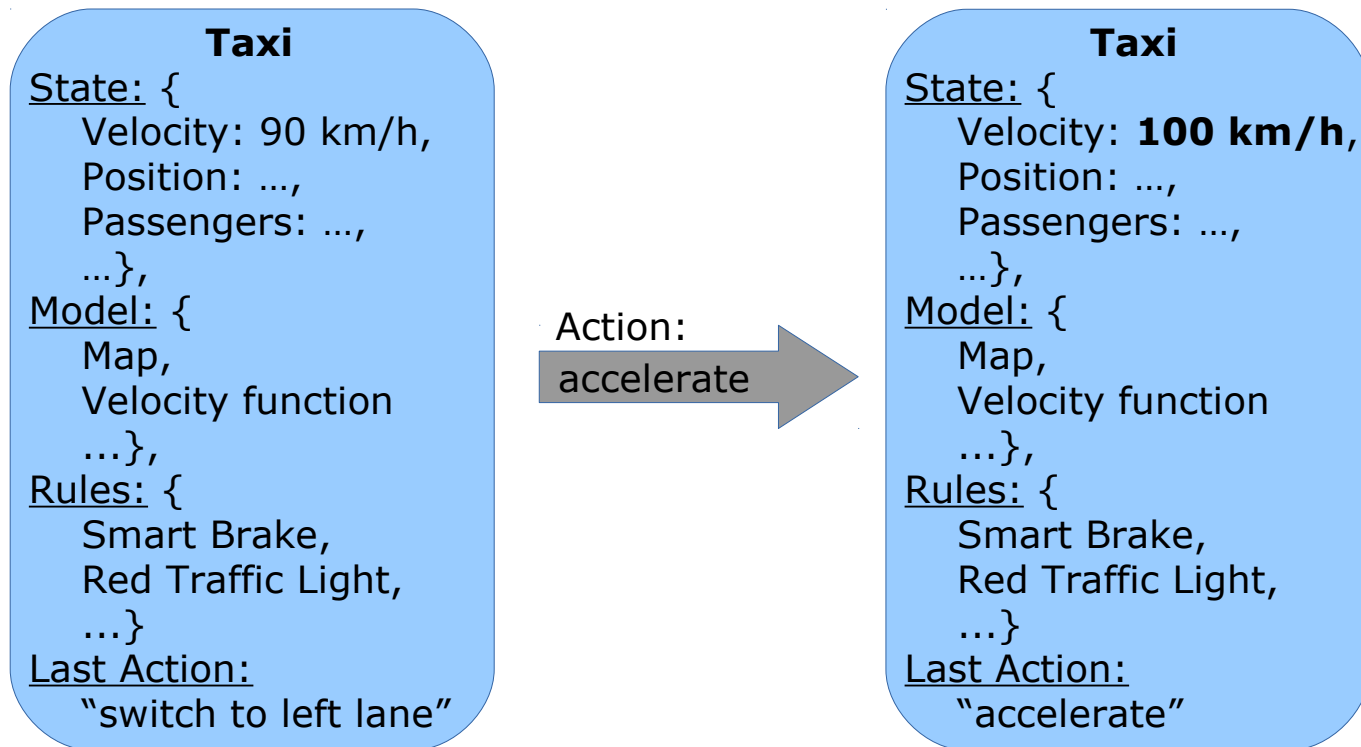 Taxi
State: {
Velocity: 90 km/h,
Position: …,
Passengers: …,
…},
Model: {
Map,
Velocity function
...},
Rules: {
Smart Brake,
Red Traffic Light,
...}
Last Action:
“switch to left lane”
Action:
accelerate
Taxi
State: {
Velocity: 100 km/h,
Position: …,
Passengers: …,
…},
Model: {
Map,
Velocity function
...},
Rules: {
Smart Brake,
Red Traffic Light,
...}
Last Action:
“accelerate”